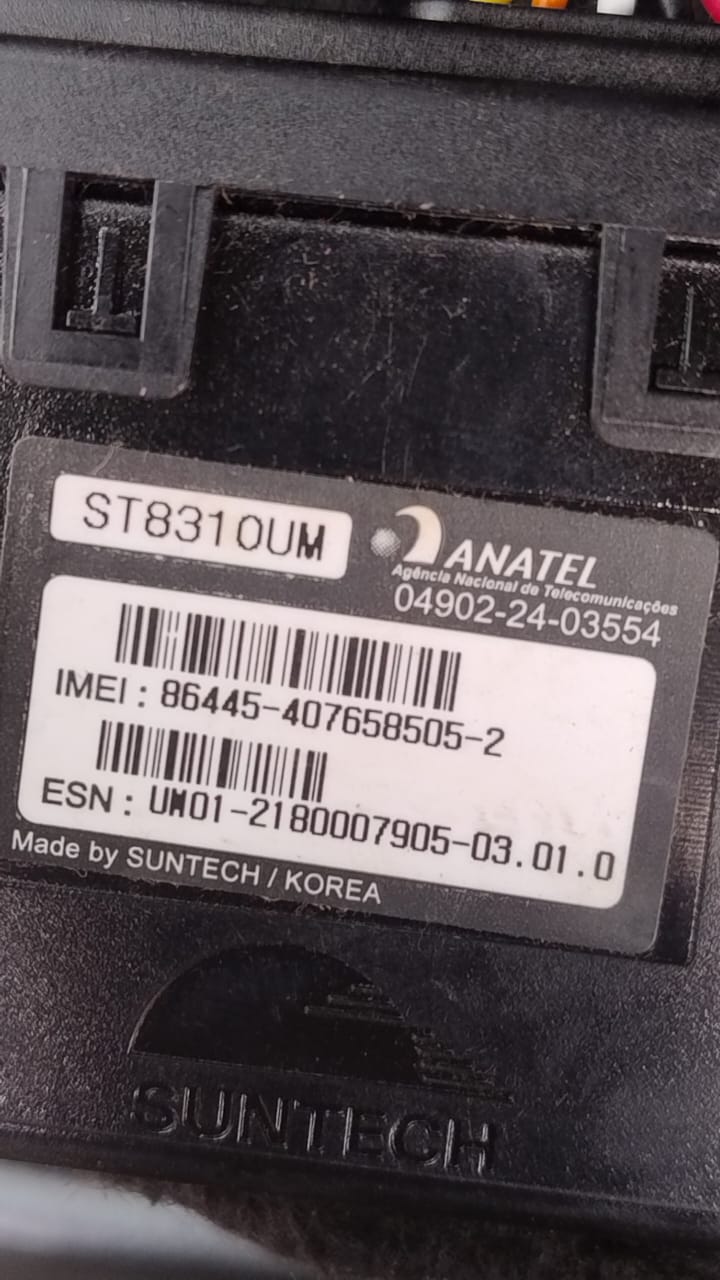 ST8310UM
ANATEL
Agência Nacional de Telecomunicações
04902-24-03554
IMEI : 86445-407658505-2
ESN : UM01-2180007905-03.01.0
Made by SUNTECH / KOREA
SUNTECH